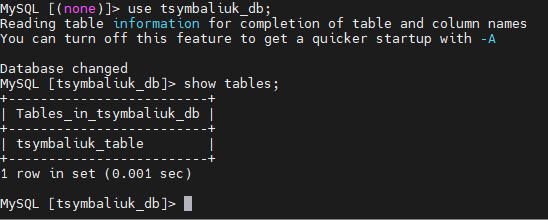 MySQL [(none)]> use tsymbaliuk_db;
Reading table information for completion of table and column names
You can turn off this feature to get a quicker startup with -A

Database changed
MySQL [tsymbaliuk_db]> show tables;
+-------------------------+
| Tables_in_tsymbaliuk_db |
+-------------------------+
| tsymbaliuk_table        |
+-------------------------+
1 row in set (0.001 sec)

MySQL [tsymbaliuk_db]>